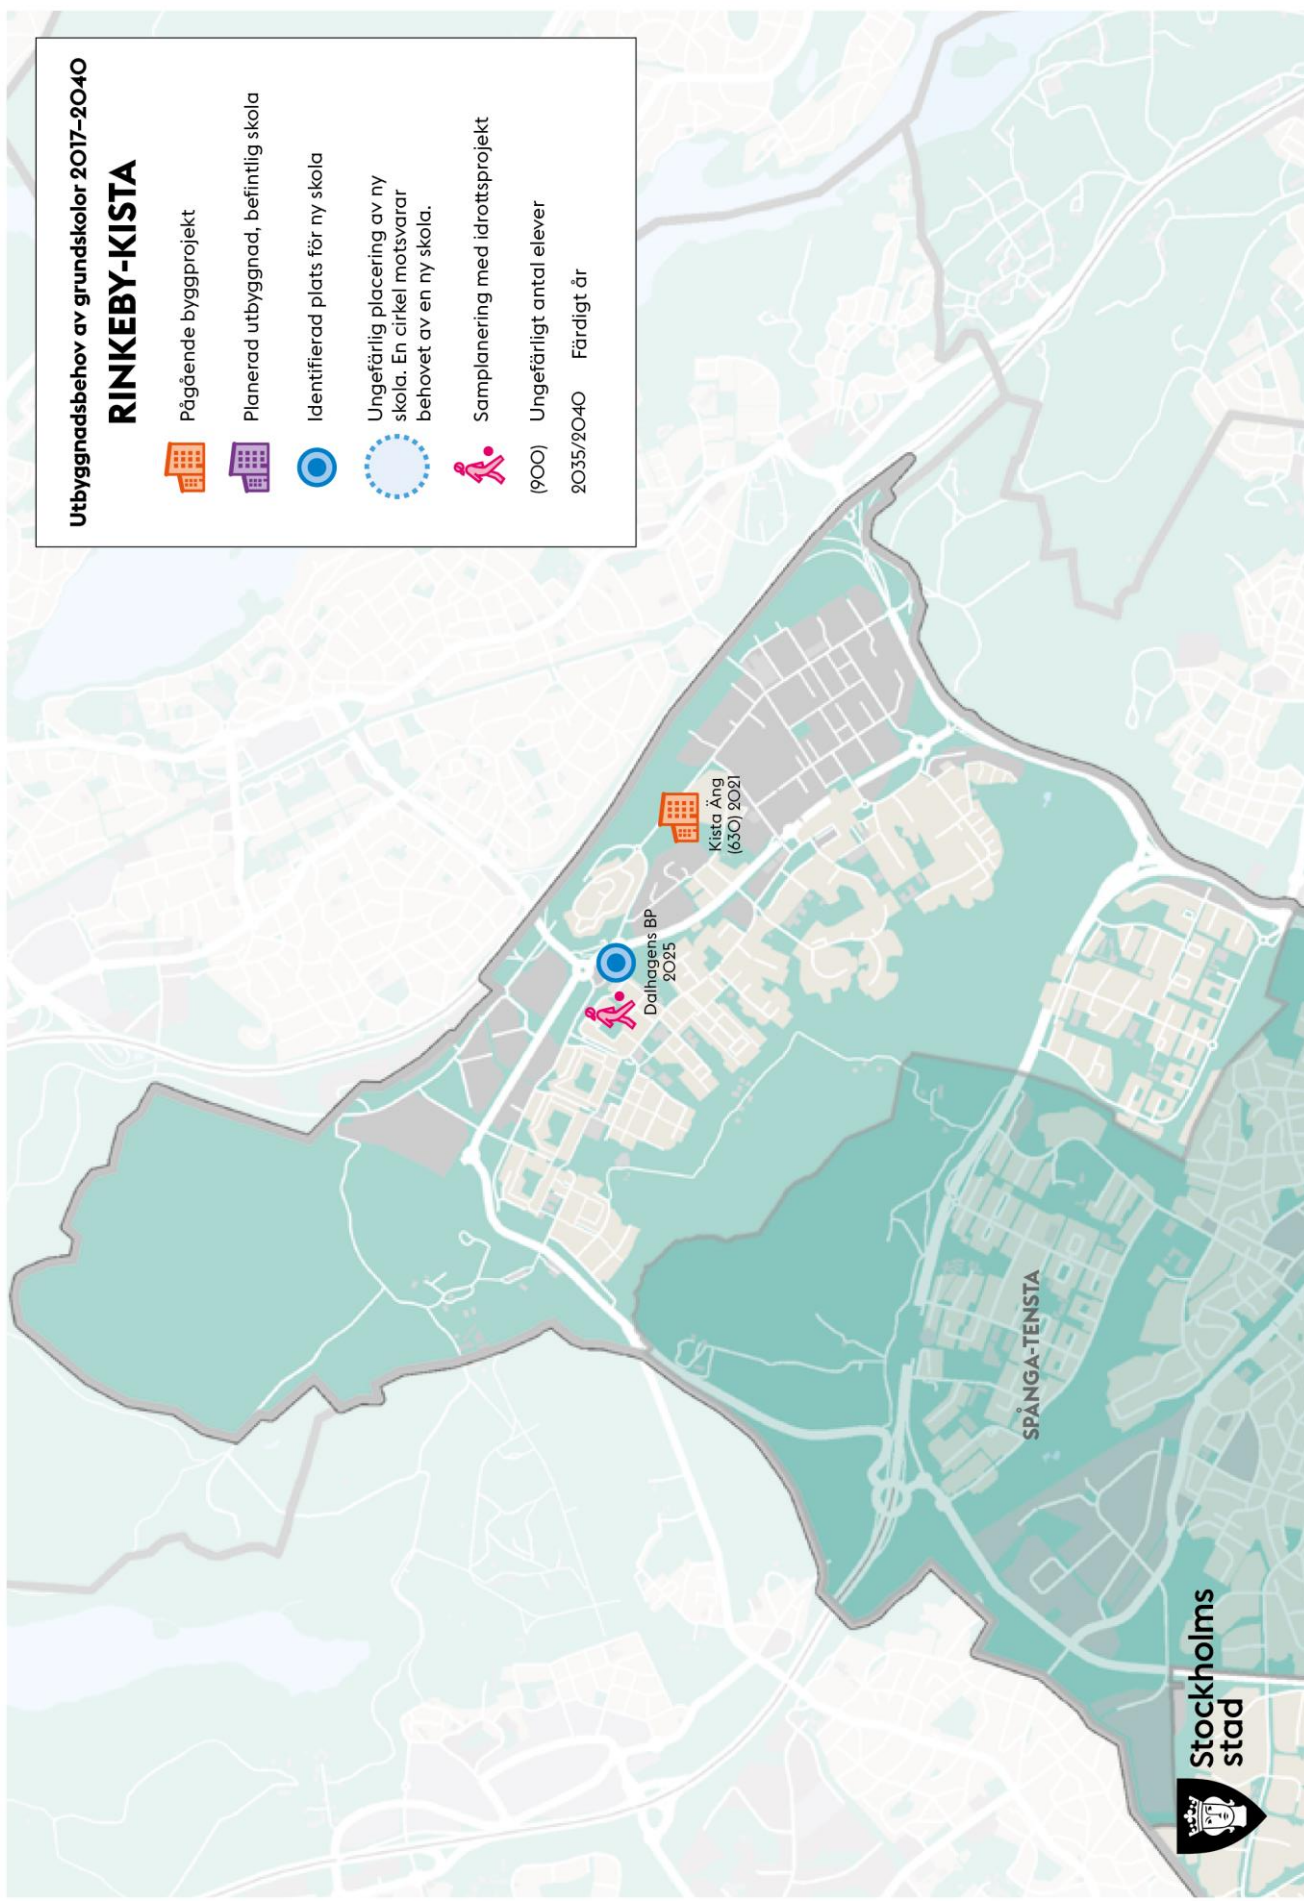 Utbyggnadsbehov av grundskolor 2017–2040
RINKEBY-KISTA
Pågående byggprojekt
Planerad utbyggnad, befintlig skola
Identifierad plats för ny skola
Ungefärlig placering av ny
skola. En cirkel motsvarar
behovet av en ny skola.
Samplanering med idrottsprojekt
(900) Ungefärligt antal elever
2035/2040 Färdigt år
Kista Äng
(630) 2021
Dalhagens BP
2025
SPÅNGA-TENSTA
Stockholms
stad